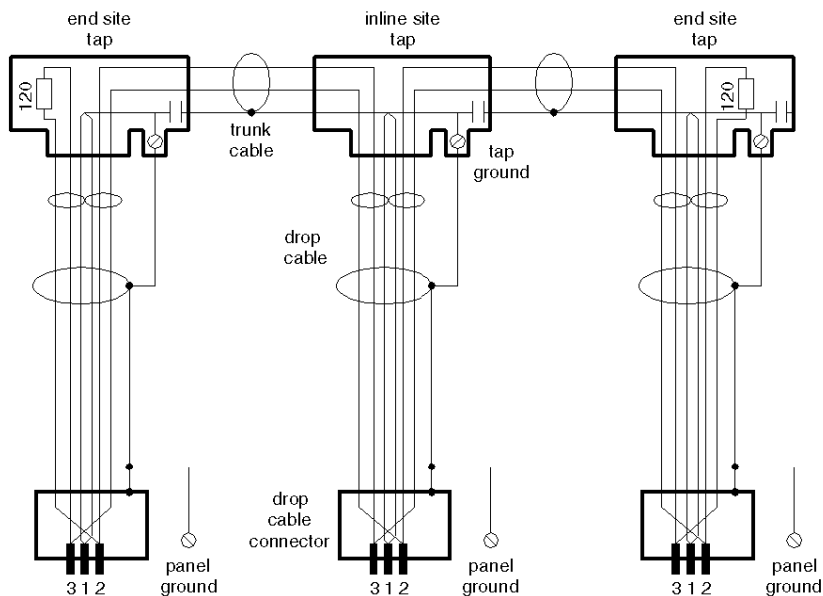 end site
tap
inline site
tap
end site
tap
120
120
trunk
cable
tap
ground
drop
cable
drop
cable
connector
panel
ground
panel
ground
panel
ground
3 1 2
3 1 2
3 1 2